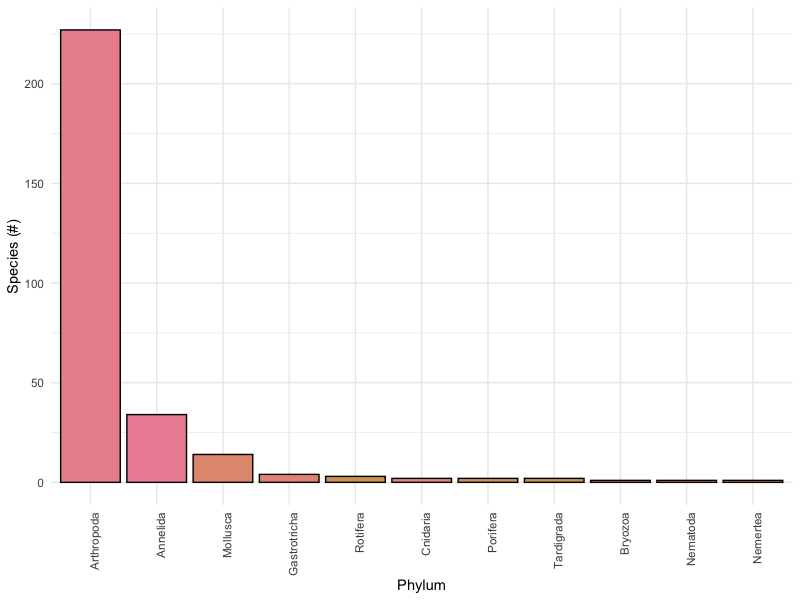 Species (#)
200
150
100
50
0
Arthropoda
Annelida
Mollusca
Gastrotricha
Rotifera
Cnidaria
Porifera
Tardigrada
Bryozoa
Nematoda
Nemertea
Phylum